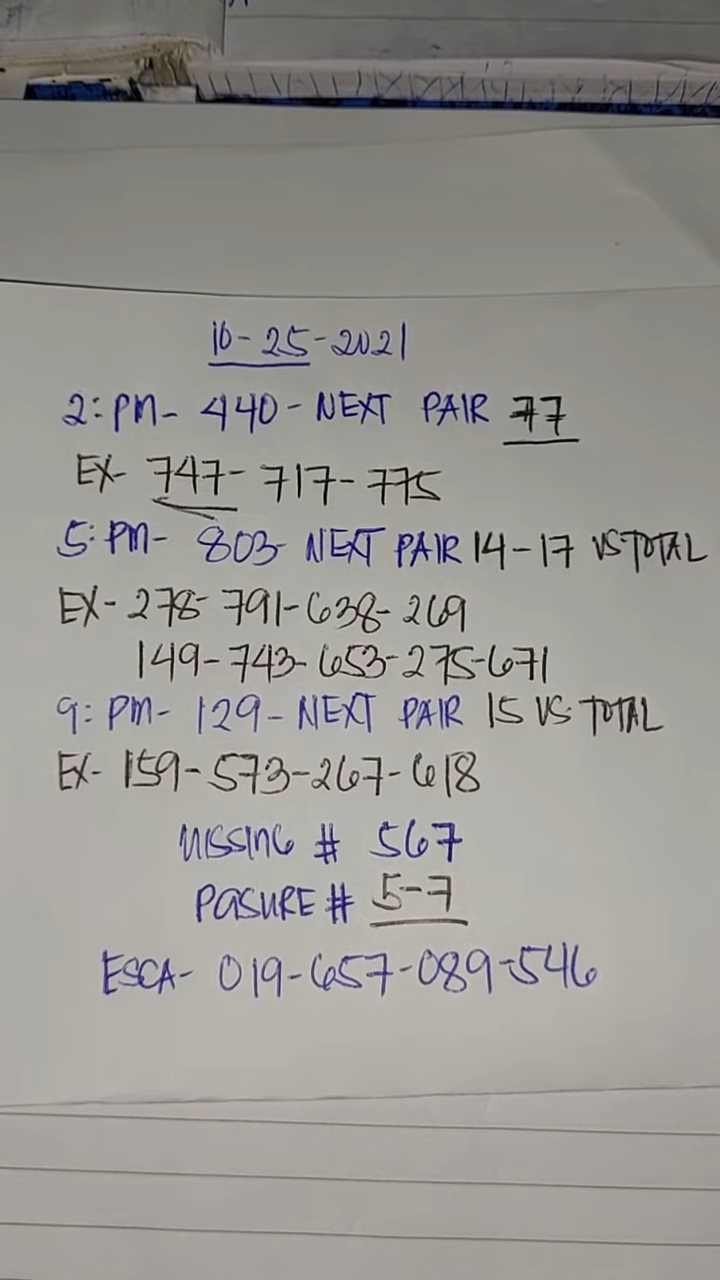 10-25-2021
2:PM- 440- NEXT PAIR 77
EX- 747- 717- 775
5:PM- 803- NEXT PAIR 14-17 VS TOTAL
EX- 278- 791-638- 269
149-743-653-275-671
9:PM- 129- NEXT PAIR 15 VS TOTAL
EX- 159-573-267-618
MISSING # 567
PASURE # 5-7
ESCA- 019-657-089-546